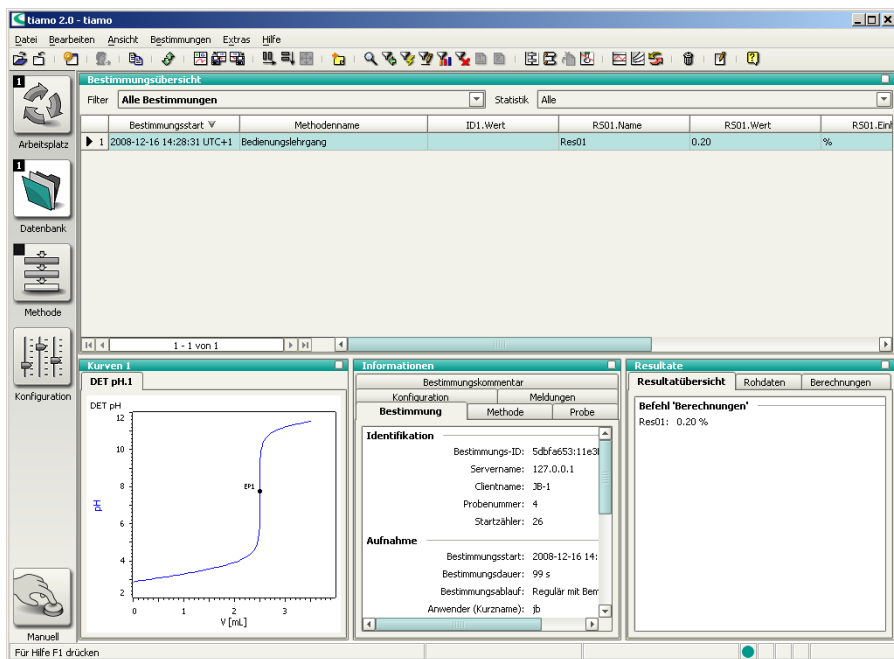 tiamo 2.0 - tiamo
Datei Bearbeiten Ansicht Bestimmungen Extras Hilfe
Bestimmungsübersicht
Filter Alle Bestimmungen Statistik Alle
Bestimmungsstart Methodenname ID1.Wert RS01.Name RS01.Wert RS01.Einh
1 2008-12-16 14:28:31 UTC+1 Bedienungslehrgang Res01 0.20 %
1
Arbeitsplatz
1
Datenbank
Methode
Konfiguration
Manuell
1 - 1 von 1
Kurven 1
DET pH.1
DET pH
12
10
8
6
4
2
pH
EP1
0 1 2 3
V [mL]
Informationen
Bestimmungskommentar
Konfiguration Meldungen
Bestimmung Methode Probe
Identifikation
Bestimmungs-ID: 5dbfa653:11e3
Servername: 127.0.0.1
Clientname: JB-1
Probenummer: 4
Startzähler: 26
Aufnahme
Bestimmungsstart: 2008-12-16 14:
Bestimmungsdauer: 99 s
Bestimmungsablauf: Regulär mit Bem
Anwender (Kurzname): jb
Resultate
Resultatübersicht Rohdaten Berechnungen
Befehl 'Berechnungen'
Res01: 0.20 %
Für Hilfe F1 drücken